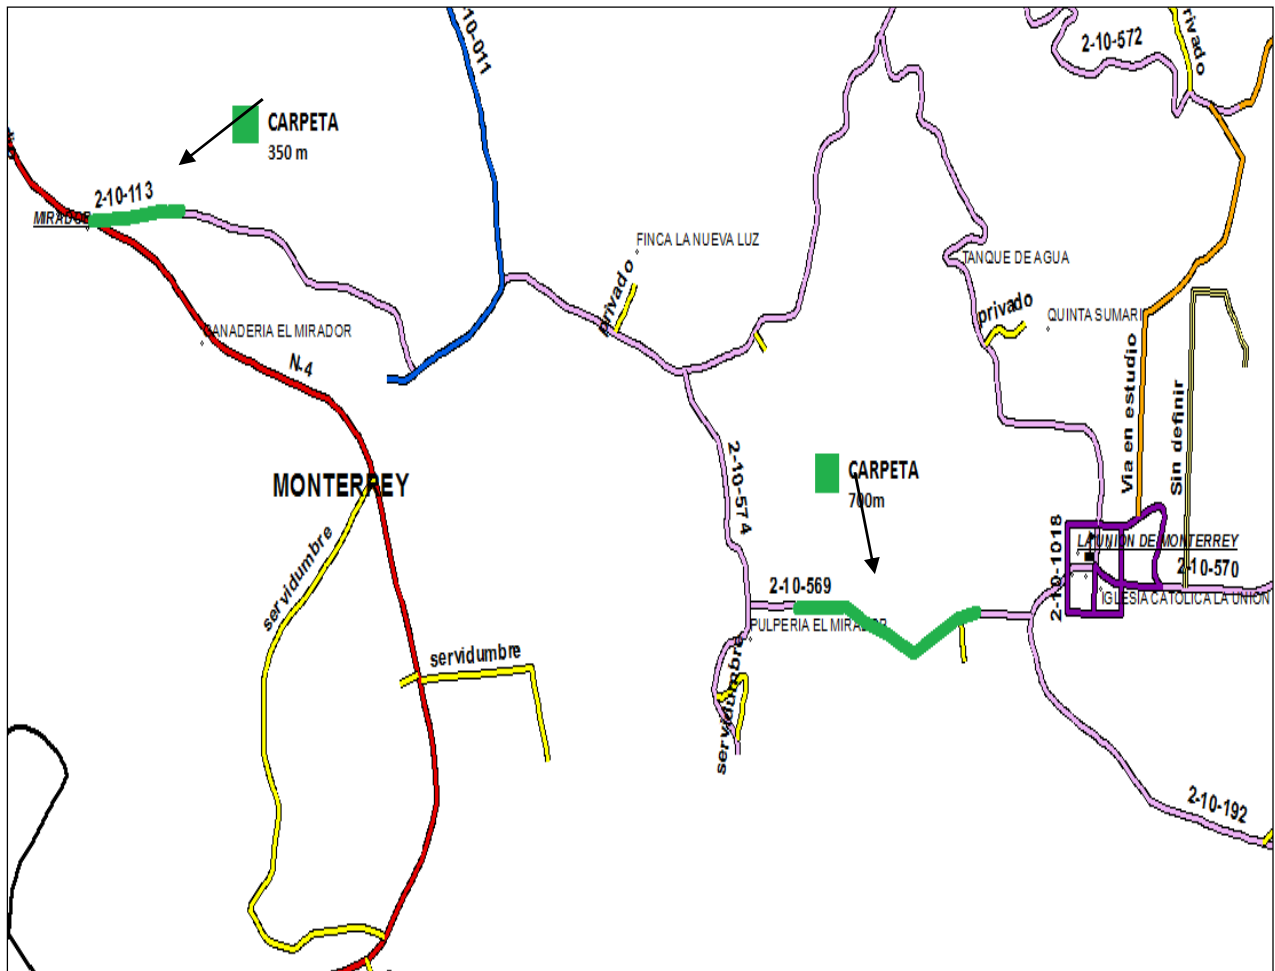 10-011
2-10-572
rivado
CARPETA
350 m
2-10-113
MIRADOR
FINCA LA NUEVA LUZ
TANQUE DE AGUA
privado
privado
QUINTA SUMARI
GANADERIA EL MIRADOR
N-4
Via en estudio
Sin definir
2-10-574
CARPETA
700m
MONTERREY
servidumbre
2-10-1018
LA UNION DE MONTERREY
2-10-570
2-10-569
IGLESIA CATOLICA LA UNION
PULPERIA EL MIRADOR
servidumbre
servidumbre
2-10-192